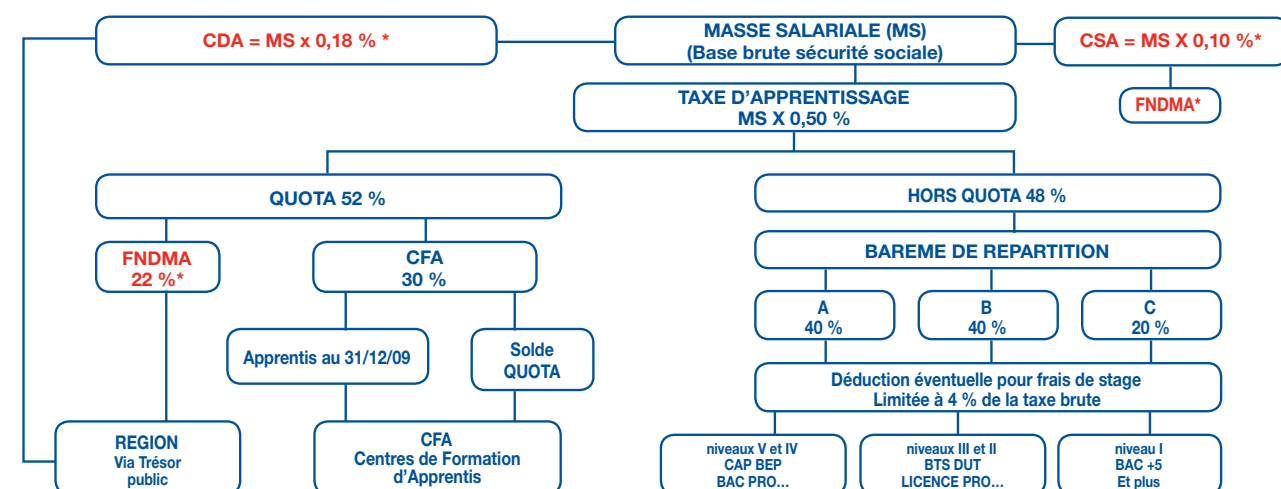 CDA = MS x 0,18 % *
MASSE SALARIALE (MS)
(Base brute sécurité sociale)
CSA = MS X 0,10 %*
TAXE D'APPRENTISSAGE
MS X 0,50 %
FNDMA*
QUOTA 52 %
HORS QUOTA 48 %
FNDMA
22 %*
CFA
30 %
BAREME DE REPARTITION
A
40 %
B
40 %
C
20 %
Apprentis au 31/12/09
Solde
QUOTA
Déduction éventuelle pour frais de stage
Limitée à 4 % de la taxe brute
REGION
Via Trésor
public
CFA
Centres de Formation
d'Apprentis
niveaux V et IV
CAP BEP
BAC PRO...
niveaux III et II
BTS DUT
LICENCE PRO...
niveau I
BAC +5
Et plus